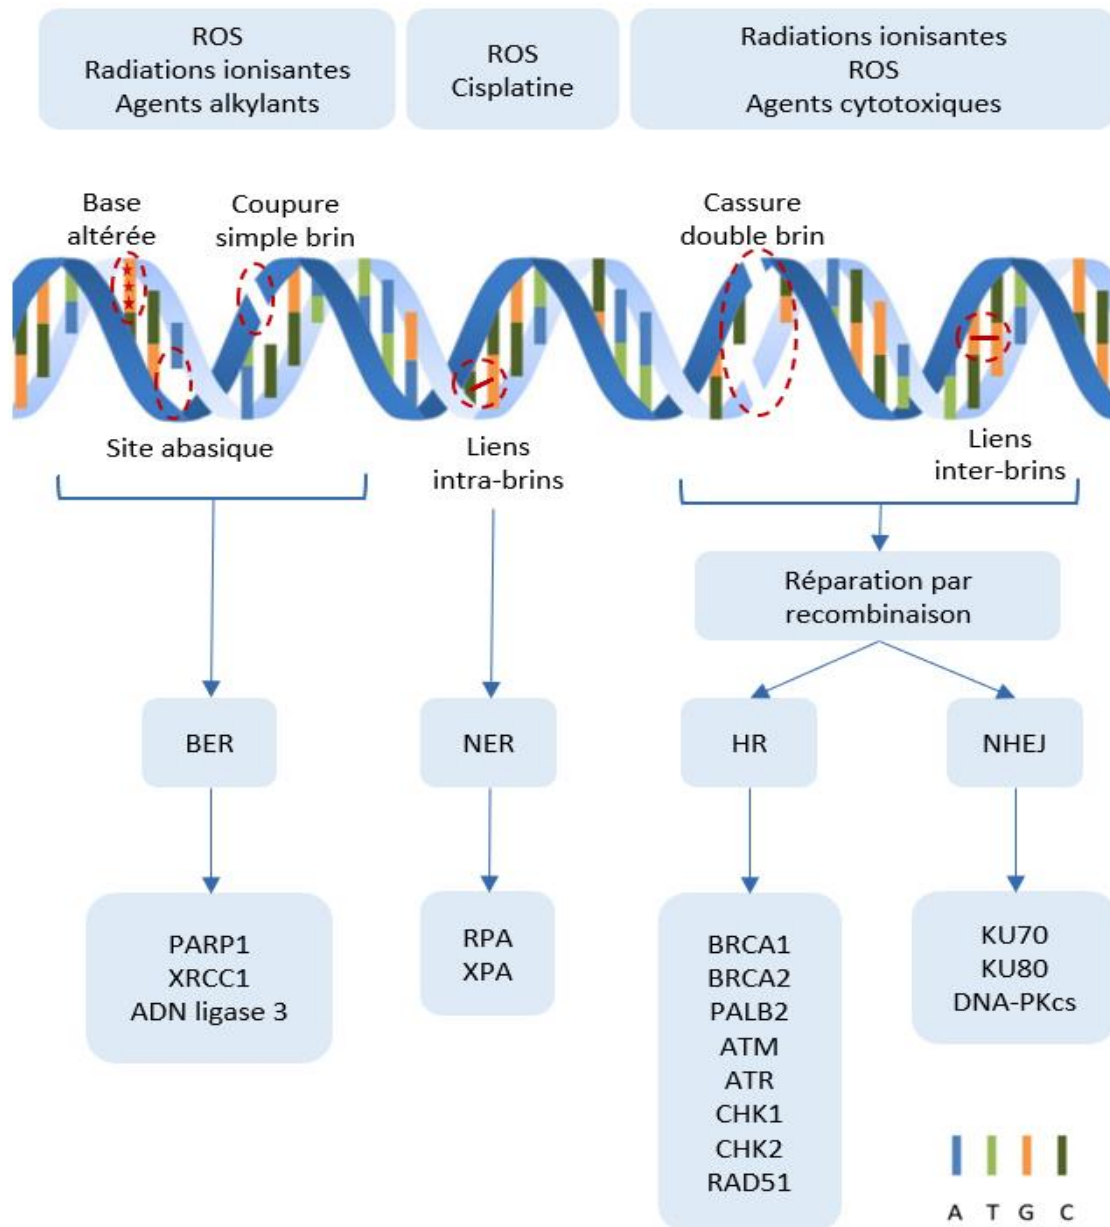 ROS
Radiations ionisantes
Agents alkylants
ROS
Cisplatine
Radiations ionisantes
ROS
Agents cytotoxiques
Base
altérée
Coupure
simple brin
Cassure
double brin
Site abasique
Liens
intra-brins
Liens
inter-brins
Réparation par
recombinaison
BER
NER
HR
NHEJ
PARP1
XRCC1
ADN ligase 3
RPA
XPA
BRCA1
BRCA2
PALB2
ATM
ATR
CHK1
CHK2
RAD51
KU70
KU80
DNA-PKcs
A T G C